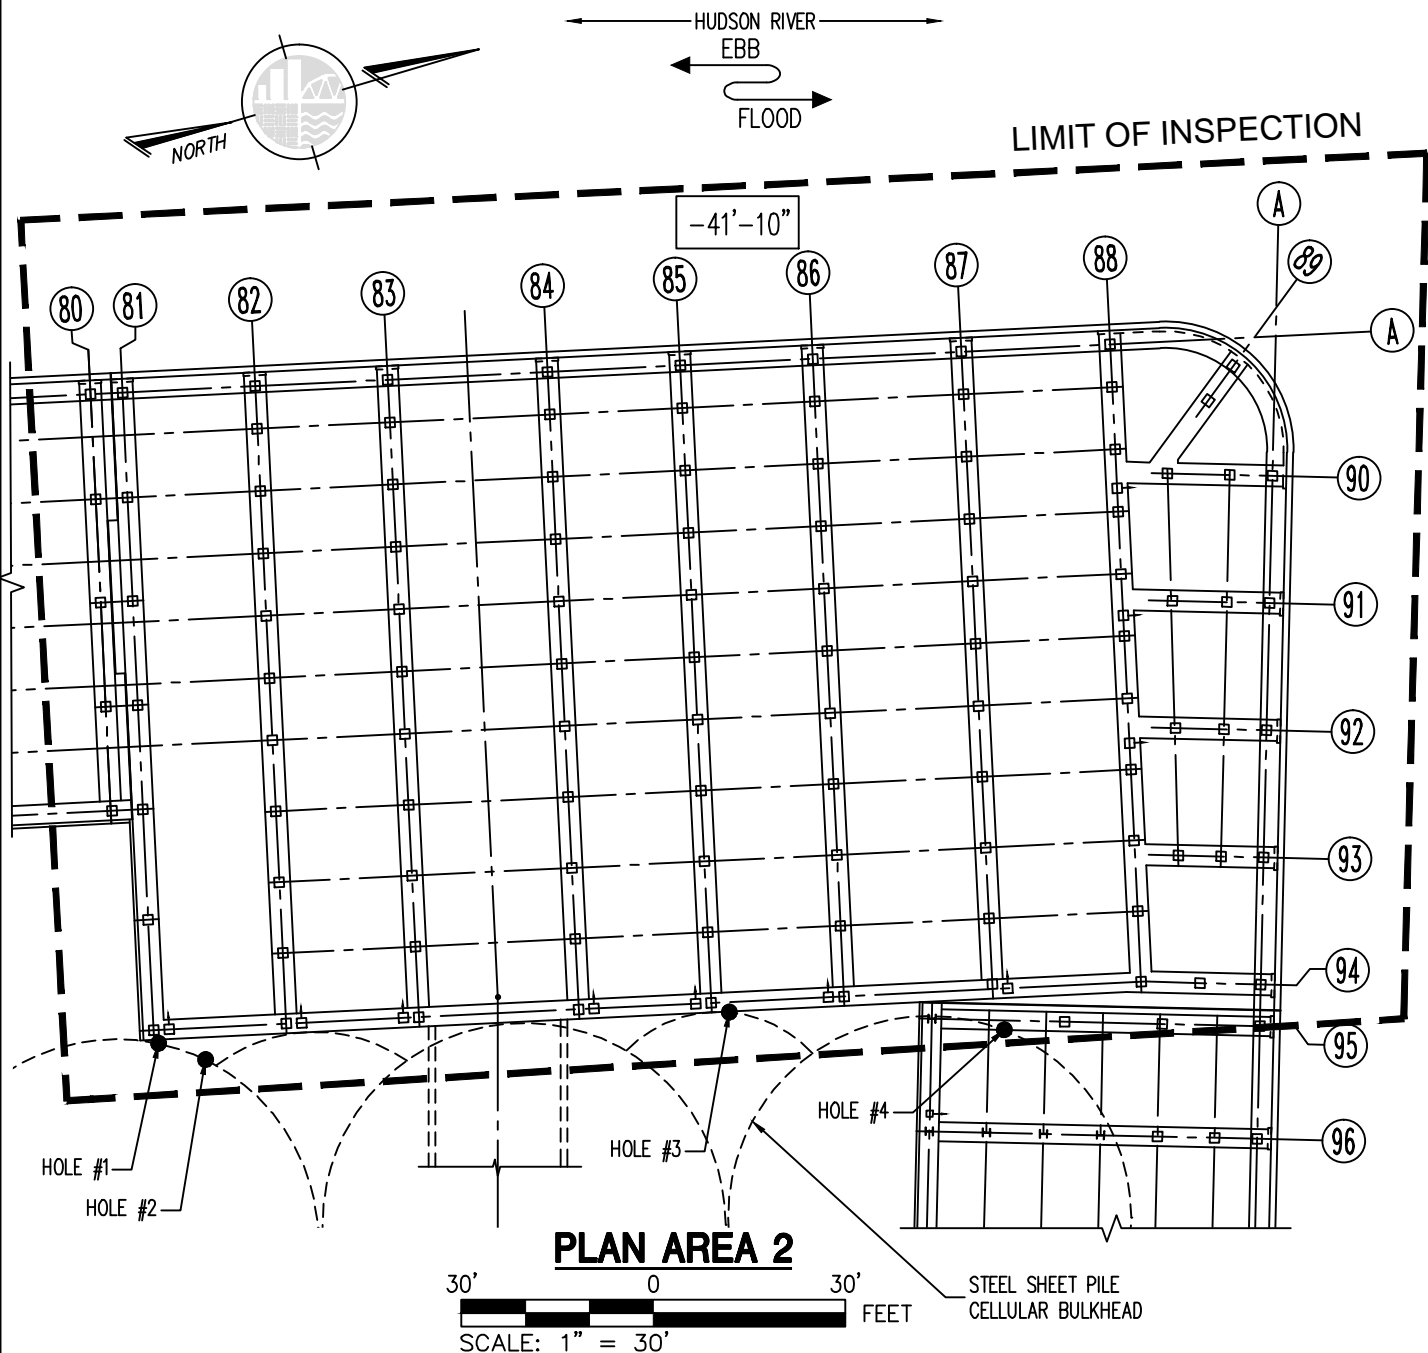 HUDSON RIVER
EBB
FLOOD
NORTH
LIMIT OF INSPECTION
-41'-10"
A
89
A
80
81
82
83
84
85
86
87
88
90
91
92
93
94
95
96
HOLE #1
HOLE #2
HOLE #3
HOLE #4
PLAN AREA 2
30' 0 30'
FEET
SCALE: 1" = 30'
STEEL SHEET PILE
CELLULAR BULKHEAD